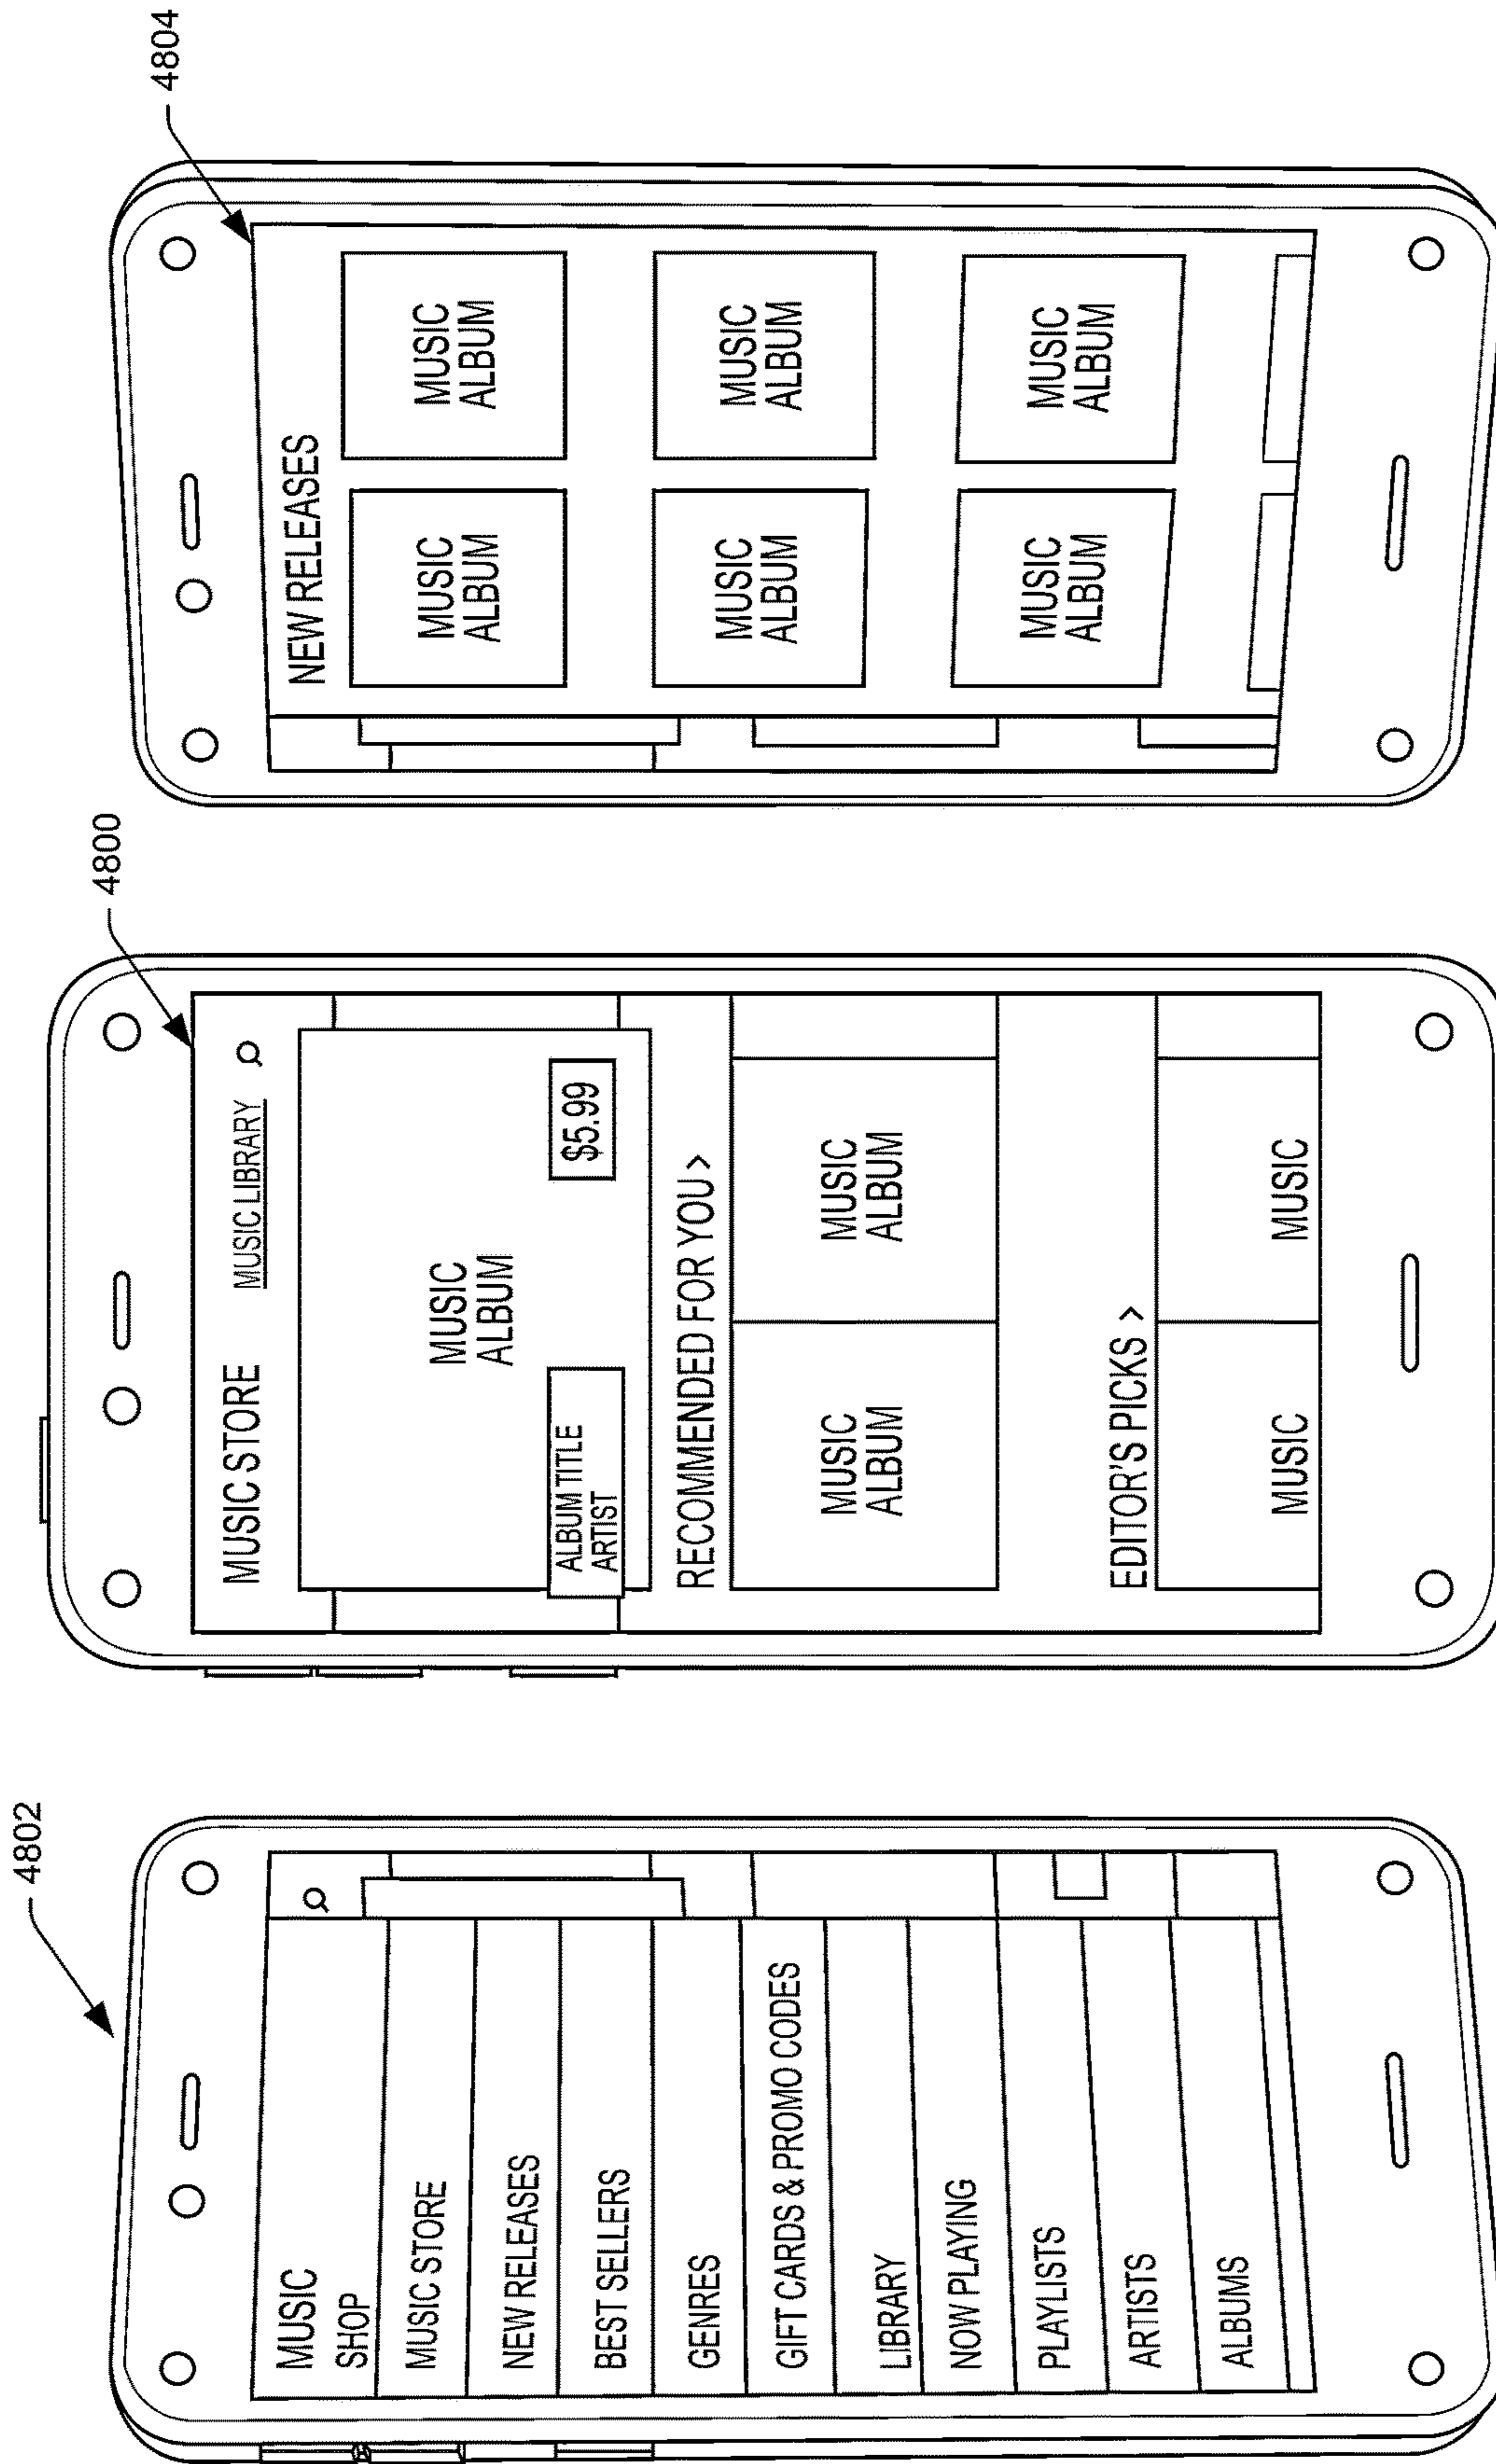 4802
MUSIC
SHOP
MUSIC STORE
NEW RELEASES
BEST SELLERS
GENRES
GIFT CARDS & PROMO CODES
LIBRARY
NOW PLAYING
PLAYLISTS
ARTISTS
ALBUMS
4800
MUSIC STORE MUSIC LIBRARY
MUSIC
ALBUM
ALBUM TITLE
ARTIST
$5.99
RECOMMENDED FOR YOU >
MUSIC
ALBUM
MUSIC
ALBUM
EDITOR'S PICKS >
MUSIC
MUSIC
4804
NEW RELEASES
MUSIC
ALBUM
MUSIC
ALBUM
MUSIC
ALBUM
MUSIC
ALBUM
MUSIC
ALBUM
MUSIC
ALBUM